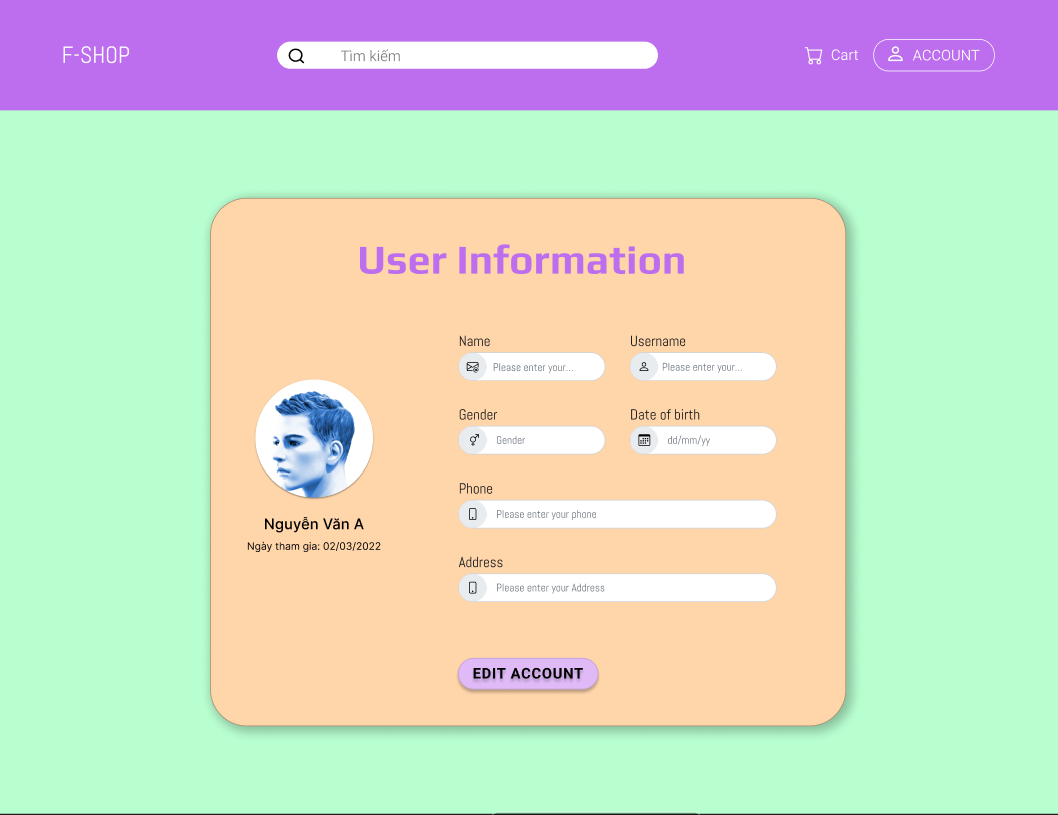 F-SHOP
Tìm kiếm
Cart
ACCOUNT
User Information
Name
Username
Please enter your...
Please enter your...
Gender
Date of birth
Gender
dd/mm/yy
Phone
Please enter your phone
Address
Please enter your Address
Nguyễn Văn A
Ngày tham gia: 02/03/2022
EDIT ACCOUNT